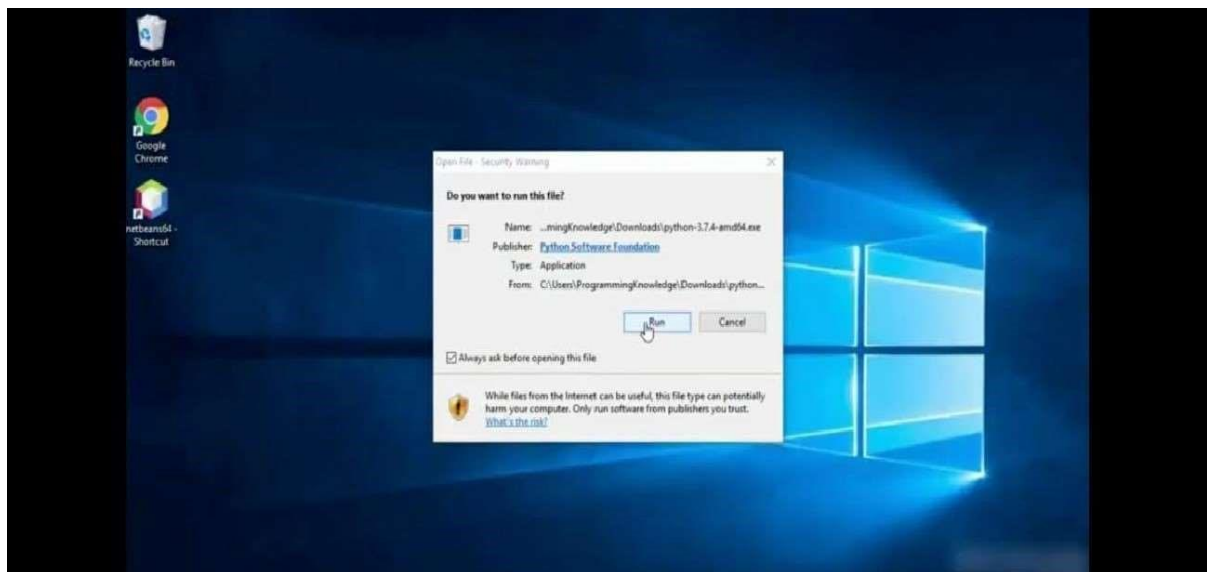 Recycle Bin
Google
Chrome
netbeans64 -
Shortcut
Open File - Security Warning
Do you want to run this file?
Name: ...mingKnowledge\Downloads\python-3.7.4-amd64.exe
Publisher: Python Software Foundation
Type: Application
From: C:\Users\ProgrammingKnowledge\Downloads\python...
Run Cancel
Always ask before opening this file
While files from the Internet can be useful, this file type can potentially
harm your computer. Only run software from publishers you trust.
What's the risk?